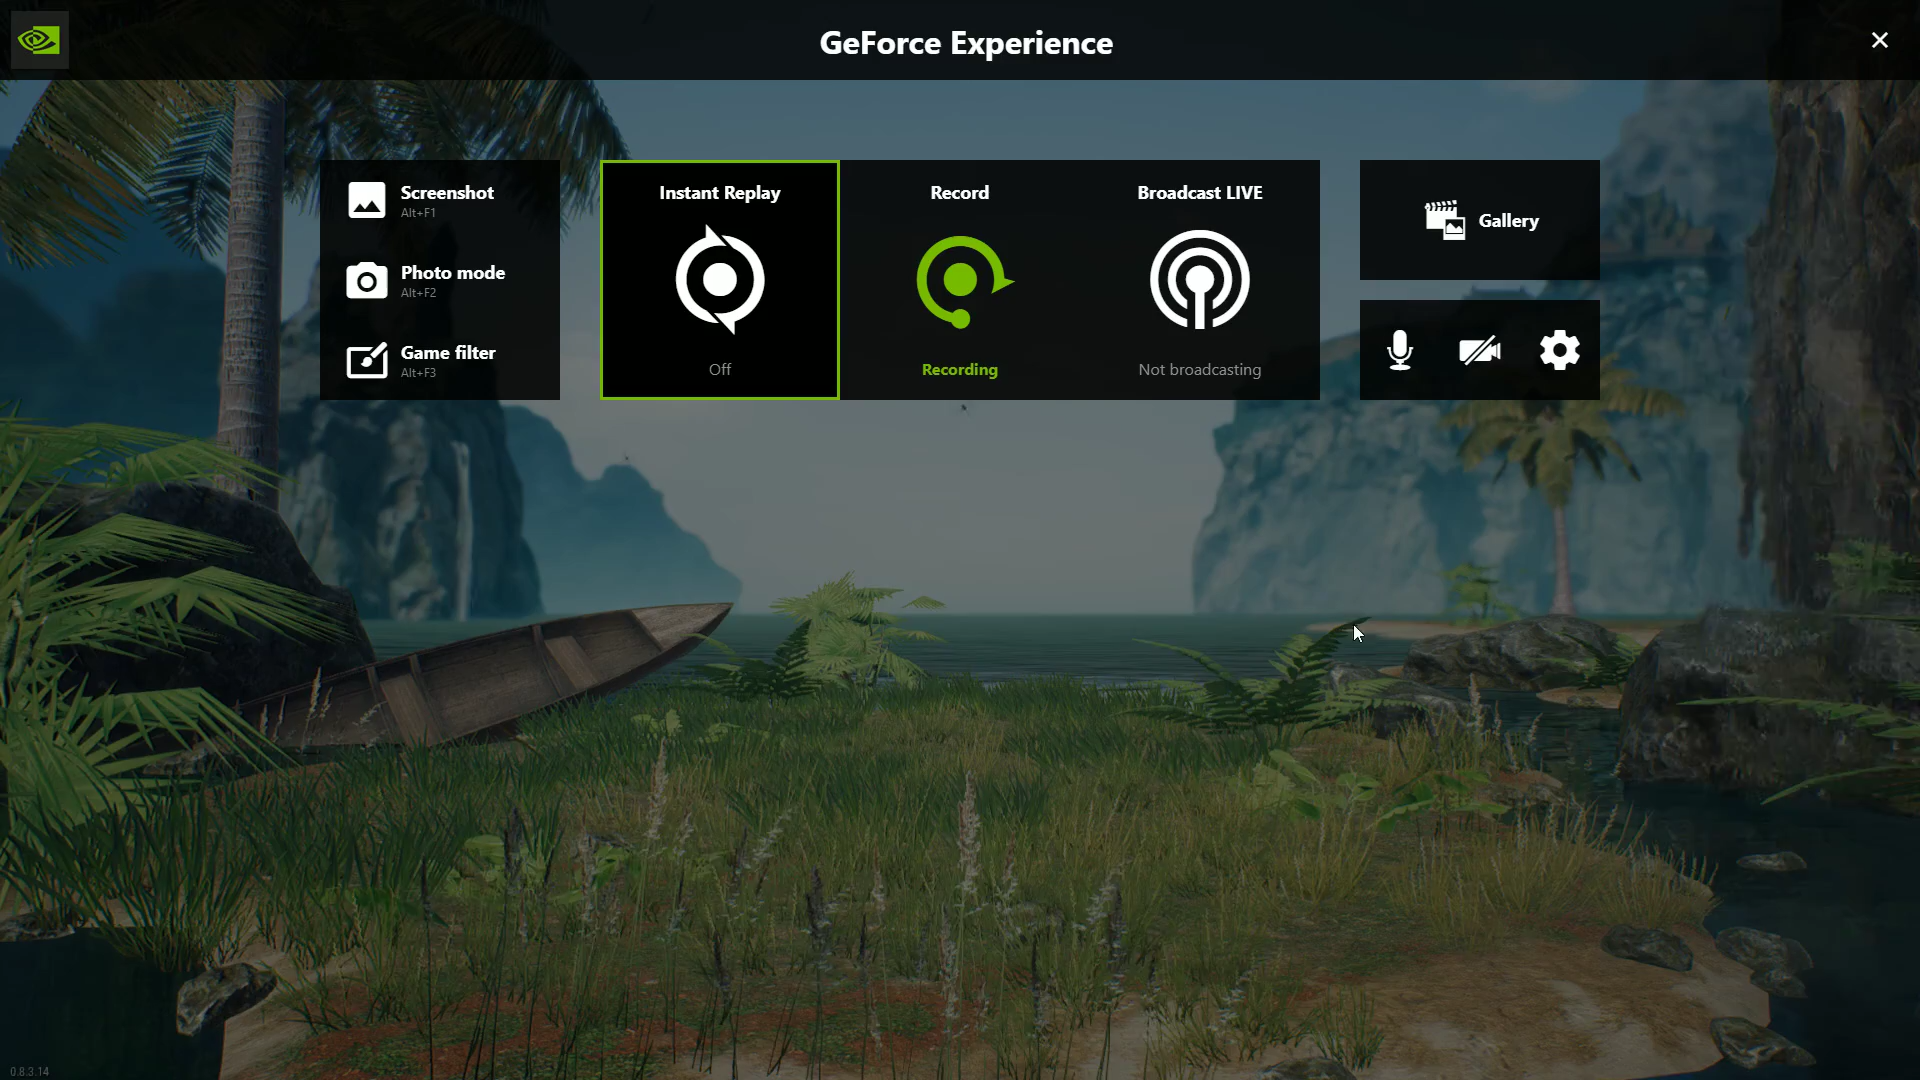 GeForce Experience
Screenshot
Alt+F1
Photo mode
Alt+F2
Game filter
Alt+F3
Instant Replay
Off
Record
Recording
Broadcast LIVE
Not broadcasting
Gallery
0.8.3.14